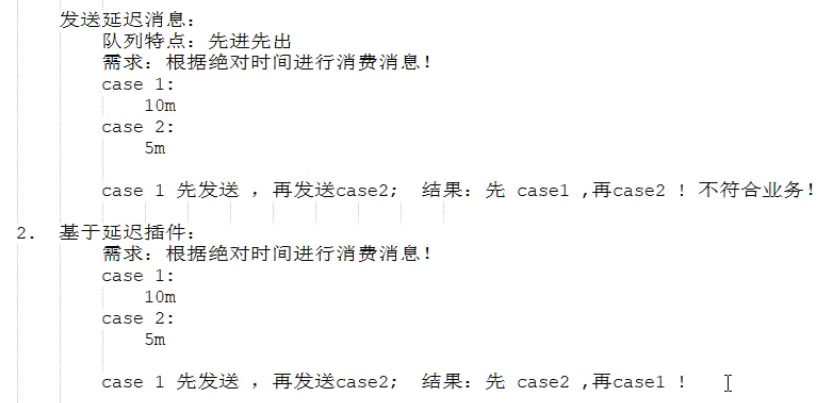 发送延迟消息：
队列特点：先进先出
需求：根据绝对时间进行消费消息！
case 1:
10m
case 2:
5m
case 1 先发送 ，再发送case2;  结果：先 case1 ,再case2 ！不符合业务！
2.  基于延迟插件：
需求：根据绝对时间进行消费消息！
case 1:
10m
case 2:
5m
case 1 先发送 ，再发送case2;  结果：先 case2 ,再case1 ！